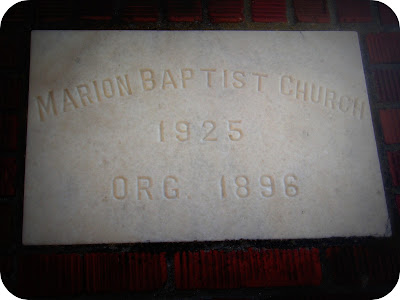 MARION BAPTIST CHURCH
1925
ORG. 1896